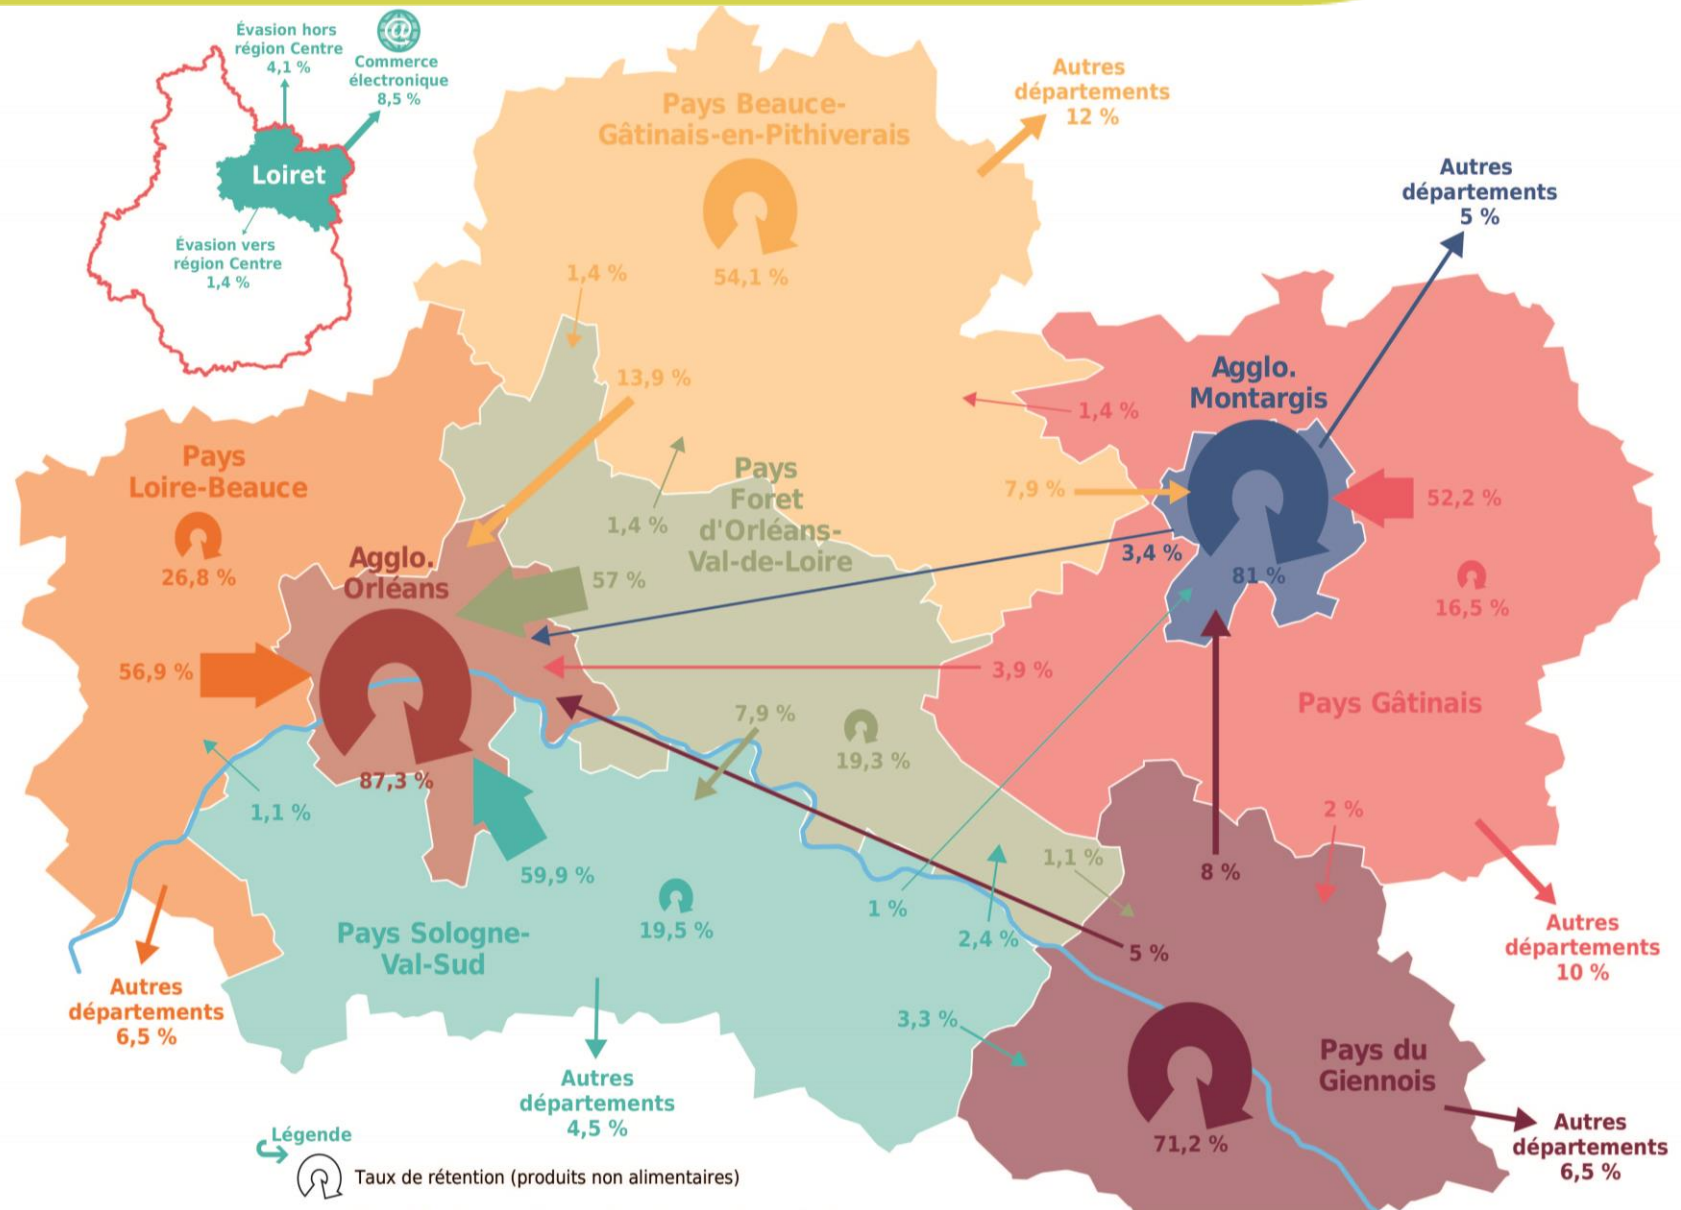 Évasion hors
région Centre
4,1 %
@
Commerce
électronique
8,5 %
Loiret
Évasion vers
région Centre
1,4 %
Pays Beauce-
Gâtinais-en-Pithiverais
54,1 %
Autres
départements
12 %
1,4 %
13,9 %
7,9 %
Autres
départements
5 %
Agglo.
Montargis
81 %
3,4 %
1,4 %
52,2 %
16,5 %
Pays Gâtinais
3,9 %
2 %
Autres
départements
10 %
Pays
Loire-Beauce
26,8 %
56,9 %
Autres
départements
6,5 %
Agglo.
Orléans
87,3 %
Pays
Foret
d'Orléans-
Val-de-Loire
1,4 %
57 %
7,9 %
19,3 %
1,1 %
1,1 %
59,9 %
Pays Sologne-
Val-Sud
19,5 %
1 %
2,4 %
3,3 %
Autres
départements
4,5 %
8 %
5 %
71,2 %
Pays du
Giennois
Autres
départements
6,5 %
Légende
Taux de rétention (produits non alimentaires)